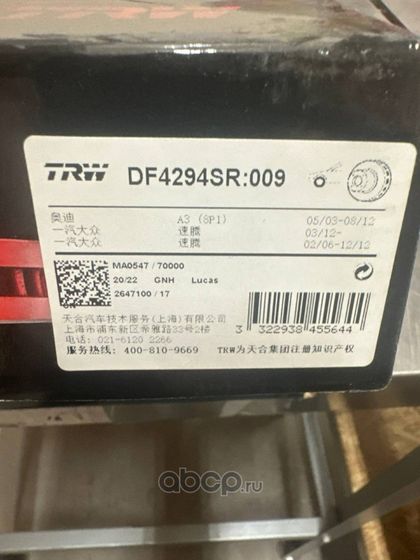 TRW
TRW DF4294SR:009
奥迪 A3 (8P1) 05/03-08/12
一汽大众 速腾 03/12-
一汽大众 速腾 02/06-12/12
MA0547 / 70000
20/22 GNH Lucas
2647100 / 17
天合汽车技术服务(上海)有限公司
上海市浦东新区希雅路33号2楼
电话: 021-6120 2266
服务热线: 400-810-9669
3 322938 455644
TRW为天合集团注册知识产权
abcp.ru